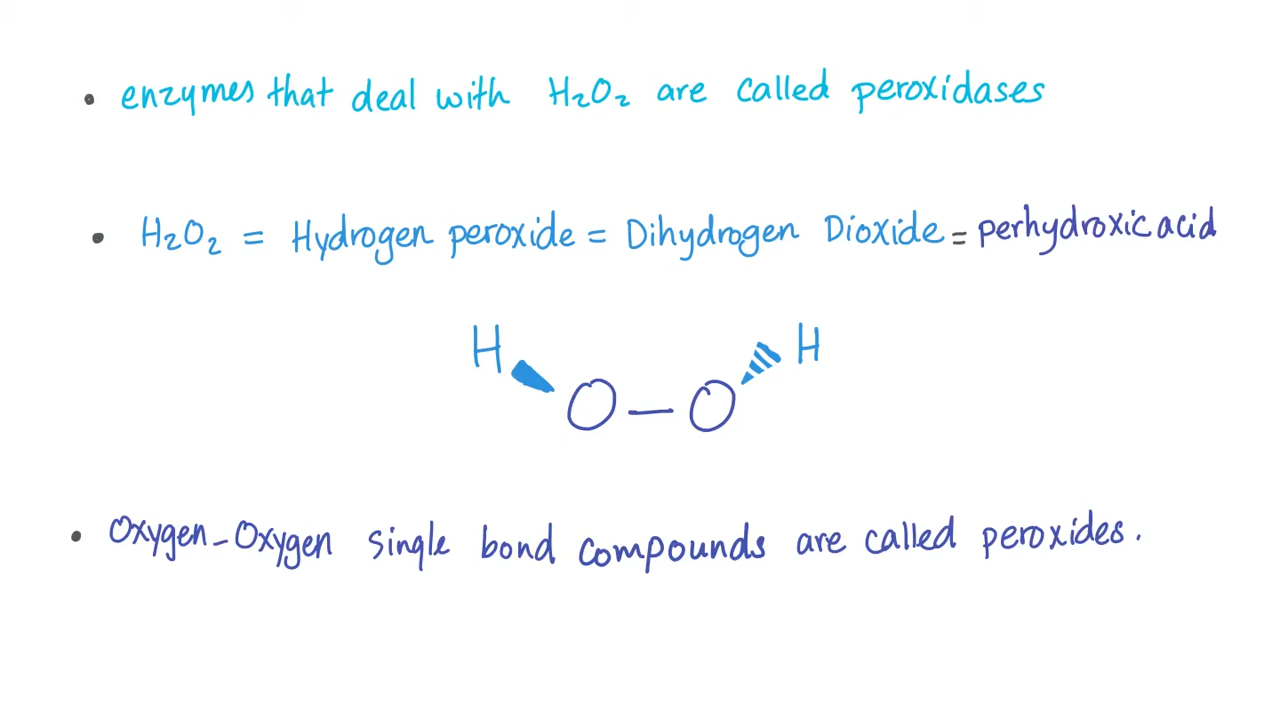 • enzymes that deal with H₂O₂ are called peroxidases
• H₂O₂ = Hydrogen peroxide = Dihydrogen Dioxide = perhydroxic acid
H H
O – O
• Oxygen – Oxygen single bond compounds are called peroxides.